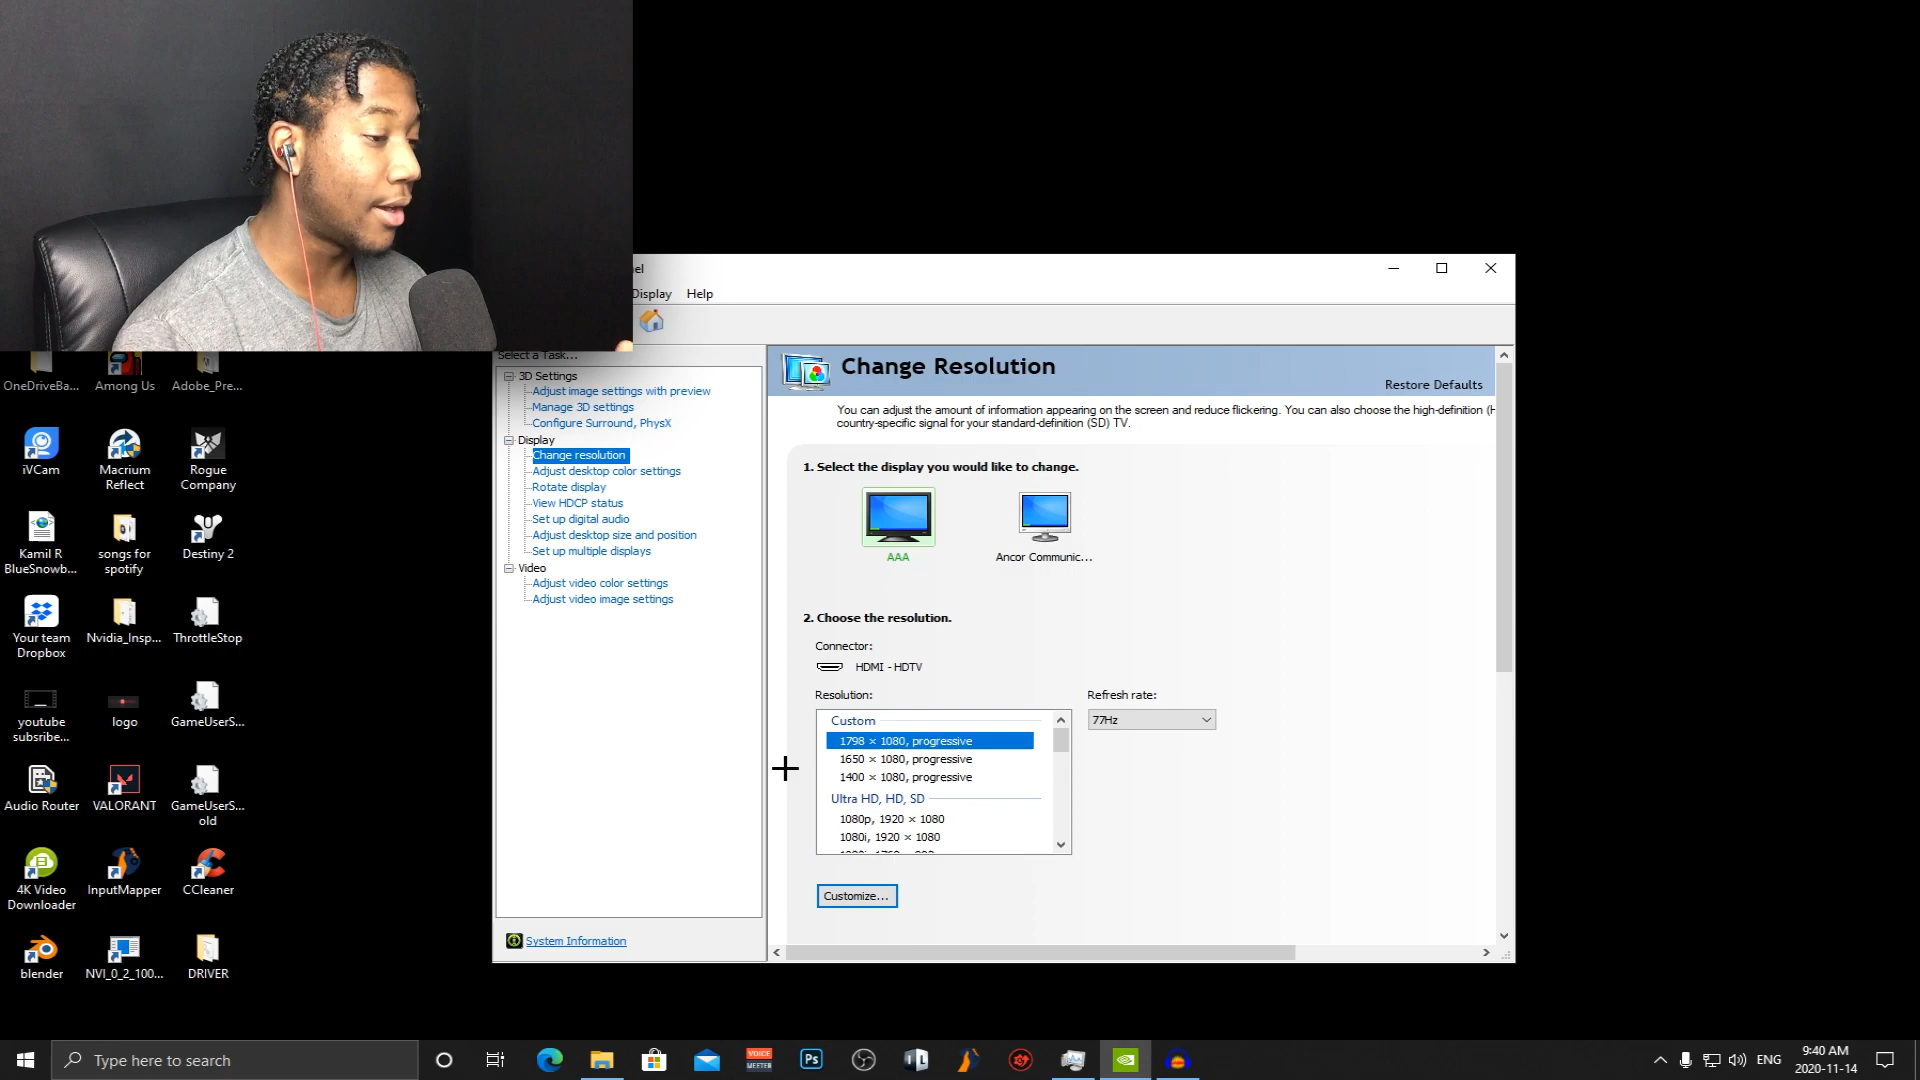 el
Display Help
Select a Task...
3D Settings
Adjust image settings with preview
Manage 3D settings
Configure Surround, PhysX
Display
Change resolution
Adjust desktop color settings
Rotate display
View HDCP status
Set up digital audio
Adjust desktop size and position
Set up multiple displays
Video
Adjust video color settings
Adjust video image settings
System Information
Change Resolution
Restore Defaults
You can adjust the amount of information appearing on the screen and reduce flickering. You can also choose the high-definition (H
country-specific signal for your standard-definition (SD) TV.
1. Select the display you would like to change.
AAA
Ancor Communic...
2. Choose the resolution.
Connector:
HDMI - HDTV
Resolution:
Refresh rate:
77Hz
Custom
1798 × 1080, progressive
1650 × 1080, progressive
1400 × 1080, progressive
Ultra HD, HD, SD
1080p, 1920 × 1080
1080i, 1920 × 1080
Customize...
OneDriveBa...
Among Us
Adobe_Pre...
iVCam
Macrium
Reflect
Rogue
Company
Kamil R
BlueSnowb...
songs for
spotify
Destiny 2
Your team
Dropbox
Nvidia_Insp...
ThrottleStop
youtube
subsribe...
logo
GameUserS...
Audio Router
VALORANT
GameUserS...
old
4K Video
Downloader
InputMapper
CCleaner
blender
NVI_0_2_100...
DRIVER
Type here to search
VOICE
MEETER
Ps
IL
ENG
9:40 AM
2020-11-14